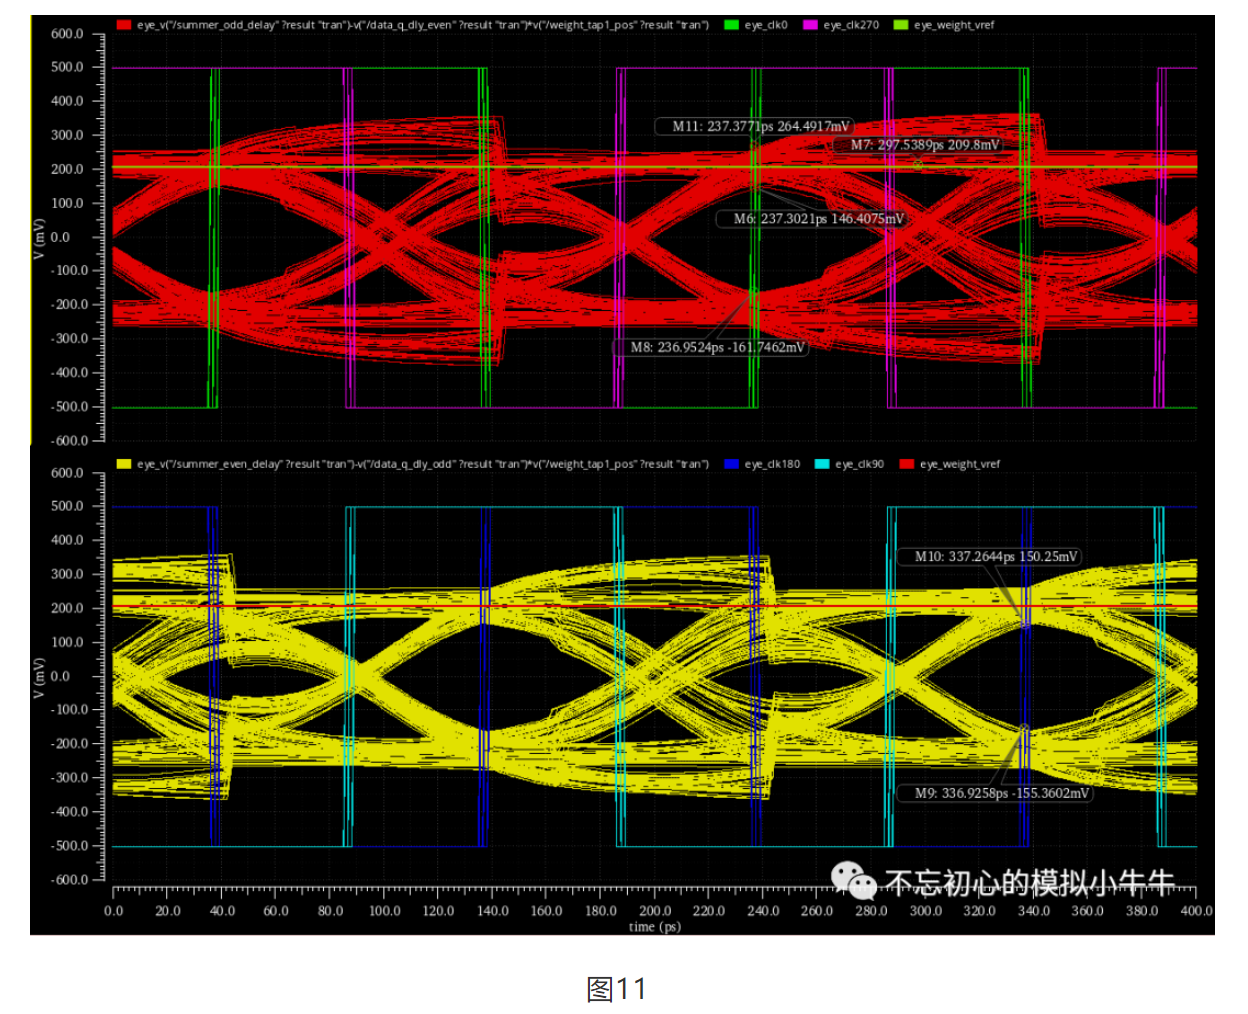 eye_v("/summer_odd_delay" ?result "tran")-v("/data_q_dly_even" ?result "tran")*v("/weight_tap1_pos" ?result "tran") eye_clk0 eye_clk270 eye_weight_vref
600.0
500.0
400.0
300.0
200.0
100.0
0.0
-100.0
-200.0
-300.0
-400.0
-500.0
-600.0
V (mV)
M11: 237.3771ps 264.4917mV
M7: 297.5389ps 209.8mV
M6: 237.3021ps 146.4075mV
M8: 236.9524ps -161.7462mV
eye_v("/summer_even_delay" ?result "tran")-v("/data_q_dly_odd" ?result "tran")*v("/weight_tap1_pos" ?result "tran") eye_clk180 eye_clk90 eye_weight_vref
600.0
500.0
400.0
300.0
200.0
100.0
0.0
-100.0
-200.0
-300.0
-400.0
-500.0
-600.0
V (mV)
M10: 337.2644ps 150.25mV
M9: 336.9258ps -155.3602mV
不忘初心的模拟小牛牛
0.0 20.0 40.0 60.0 80.0 100.0 120.0 140.0 160.0 180.0 200.0 220.0 240.0 260.0 280.0 300.0 320.0 340.0 360.0 380.0 400.0
time (ps)
图11